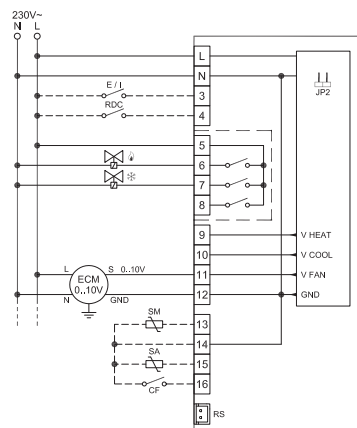 230V~
N L
L
N
E / I
3
RDC
4
JP2
5
6
7
8
9 V HEAT
10 V COOL
L S 0..10V 11 V FAN
ECM
0..10V
N GND 12 GND
SM
13
14
SA
15
16
CF
RS